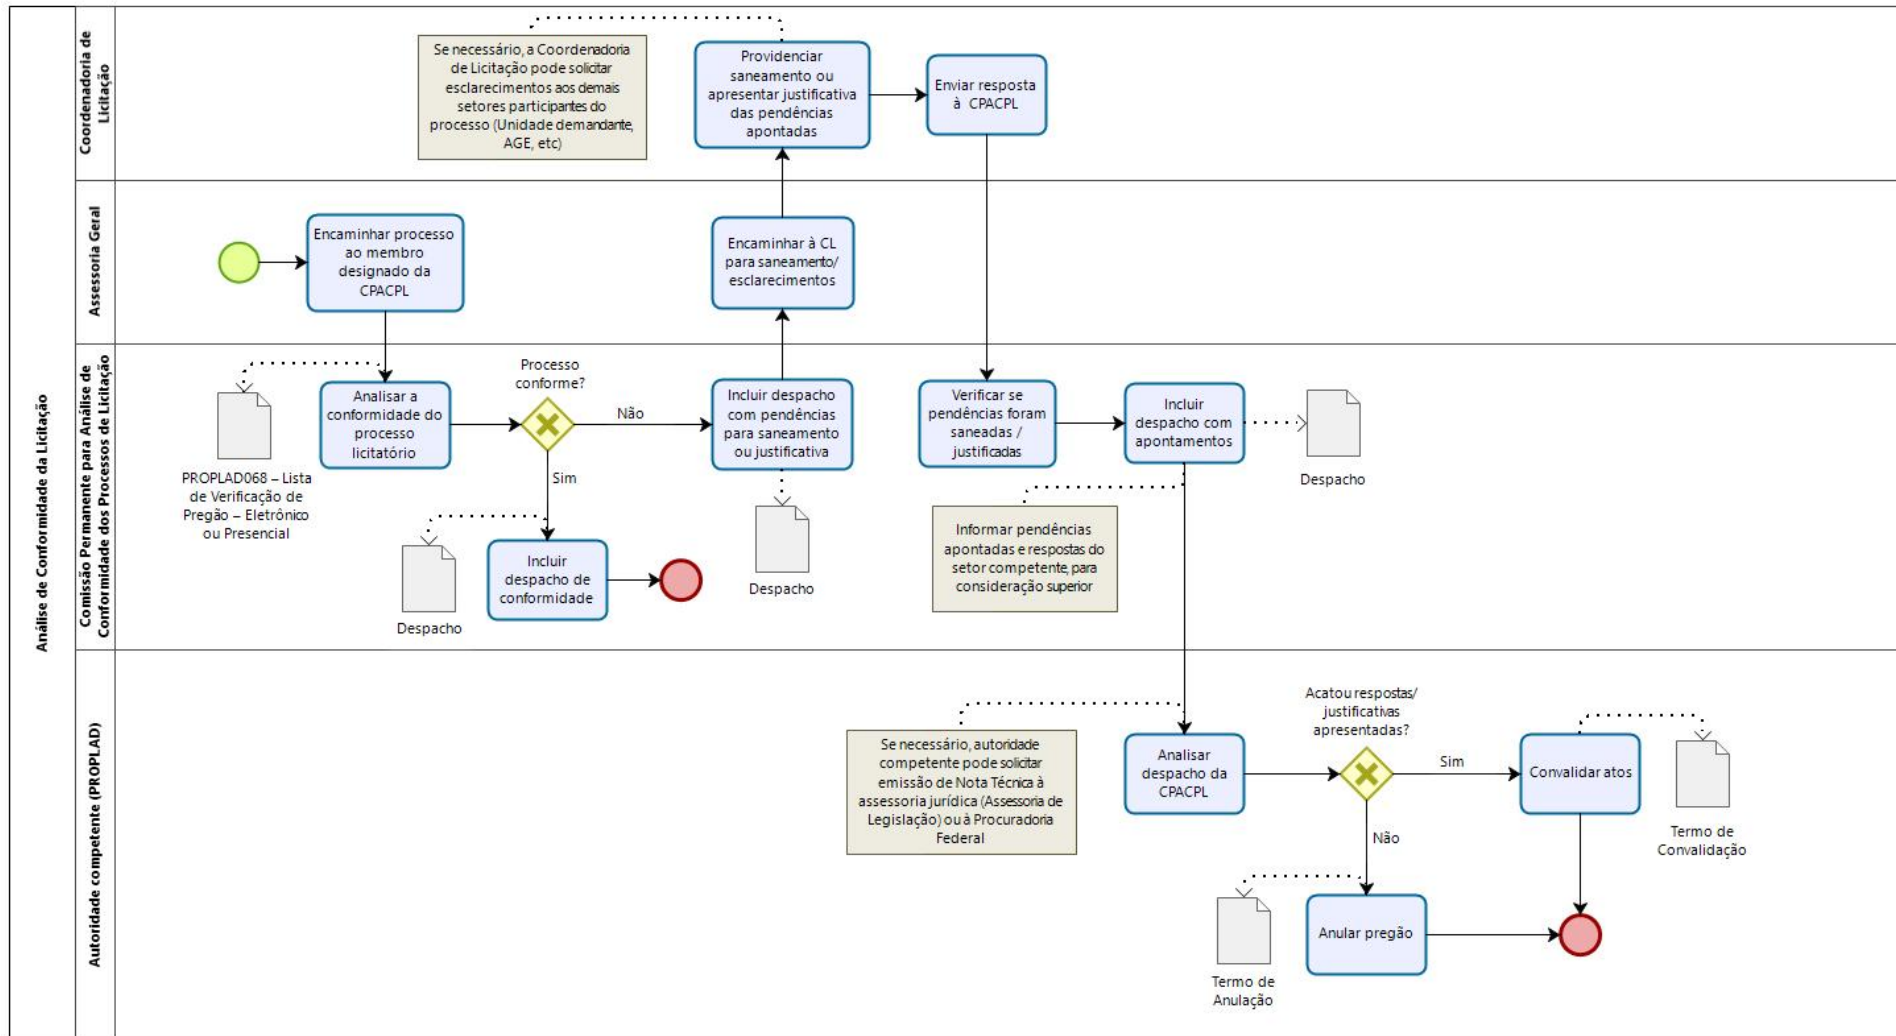 Análise de Conformidade da Licitação
Coordenadoria de
Licitação
Se necessário, a Coordenadoria
de Licitação pode solicitar
esclarecimentos aos demais
setores participantes do
processo (Unidade demandante,
AGE, etc)
Providenciar
saneamento ou
apresentar justificativa
das pendências
apontadas
Enviar resposta
à CPACPL
Assessoria Geral
Encaminhar processo
ao membro
designado da
CPACPL
Encaminhar à CL
para saneamento/
esclarecimentos
Comissão Permanente para Análise de
Conformidade dos Processos de Licitação
PROPLAD068 – Lista
de Verificação de
Pregão – Eletrônico
ou Presencial
Analisar a
conformidade do
processo
licitatório
Processo
conforme?
Não
Sim
Incluir despacho
com pendências
para saneamento
ou justificativa
Despacho
Despacho
Incluir
despacho de
conformidade
Verificar se
pendências foram
saneadas /
justificadas
Incluir
despacho com
apontamentos
Despacho
Informar pendências
apontadas e respostas do
setor competente, para
consideração superior
Autoridade competente (PROPLAD)
Se necessário, autoridade
competente pode solicitar
emissão de Nota Técnica à
assessoria jurídica (Assessoria de
Legislação) ou à Procuradoria
Federal
Analisar
despacho da
CPACPL
Acatou respostas/
justificativas
apresentadas?
Sim
Não
Convalidar atos
Termo de
Convalidação
Termo de
Anulação
Anular pregão